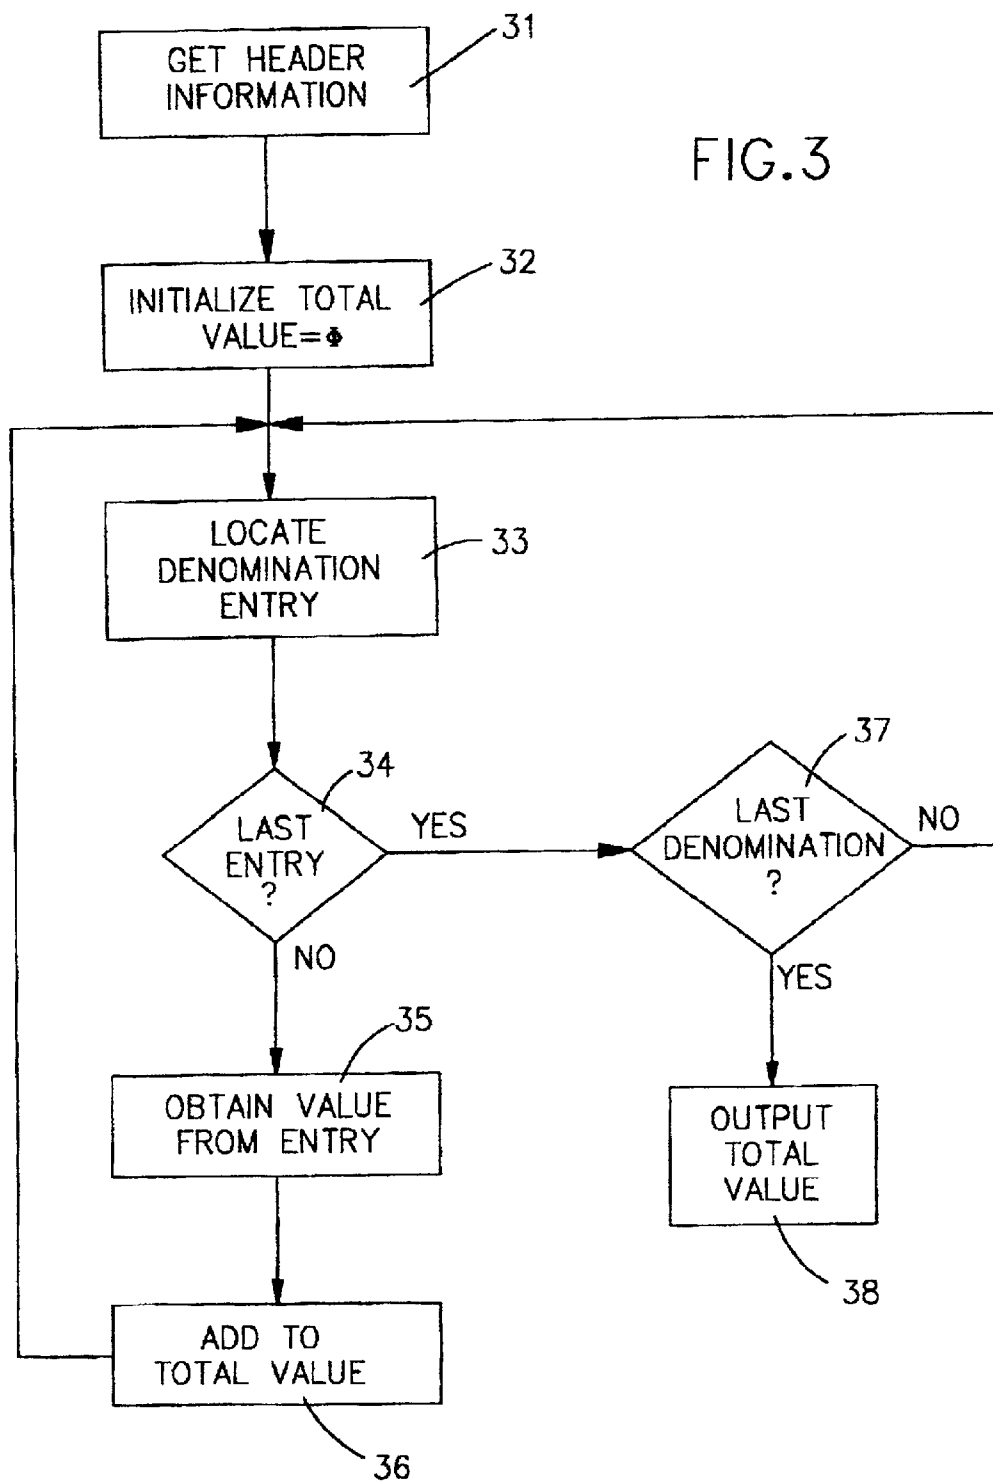 31
GET HEADER
INFORMATION
FIG.3
32
INITIALIZE TOTAL
VALUE=Φ
33
LOCATE
DENOMINATION
ENTRY
34
LAST
ENTRY
?
YES
NO
37
LAST
DENOMINATION
?
NO
YES
35
OBTAIN VALUE
FROM ENTRY
OUTPUT
TOTAL
VALUE
38
ADD TO
TOTAL VALUE
36